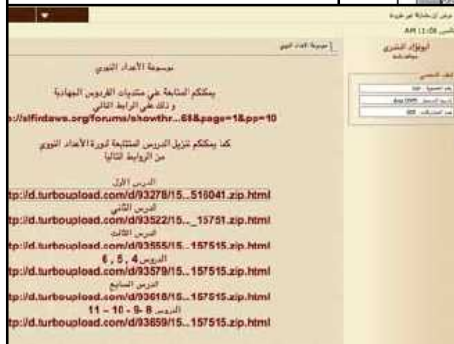 AM 11:08
موسوعة الاعداد النووي
موسوعة الأعداد النووي
يمكنكم المتابعة على منتديات الفردوس الجهادية
و ذلك على الرابط التالي
p://alfirdaws.org/forums/showthr...68&page=1&pp=10
كما يمكنكم تنزيل الدروس المتتابعة لدورة الأعداد النووي
من الروابط التاليا
الدرس الأول
tp://d.turboupload.com/d/93278/15...516041.zip.html
الدرس الثاني
tp://d.turboupload.com/d/93522/15..._15751.zip.html
الدرس الثالث
tp://d.turboupload.com/d/93555/15...157515.zip.html
الدروس 4 , 5 , 6
tp://d.turboupload.com/d/93579/15...157515.zip.html
الدرس السابع
tp://d.turboupload.com/d/93618/15...157515.zip.html
الدروس 8 -9 -10 – 11
tp://d.turboupload.com/d/93659/15...157515.zip.html